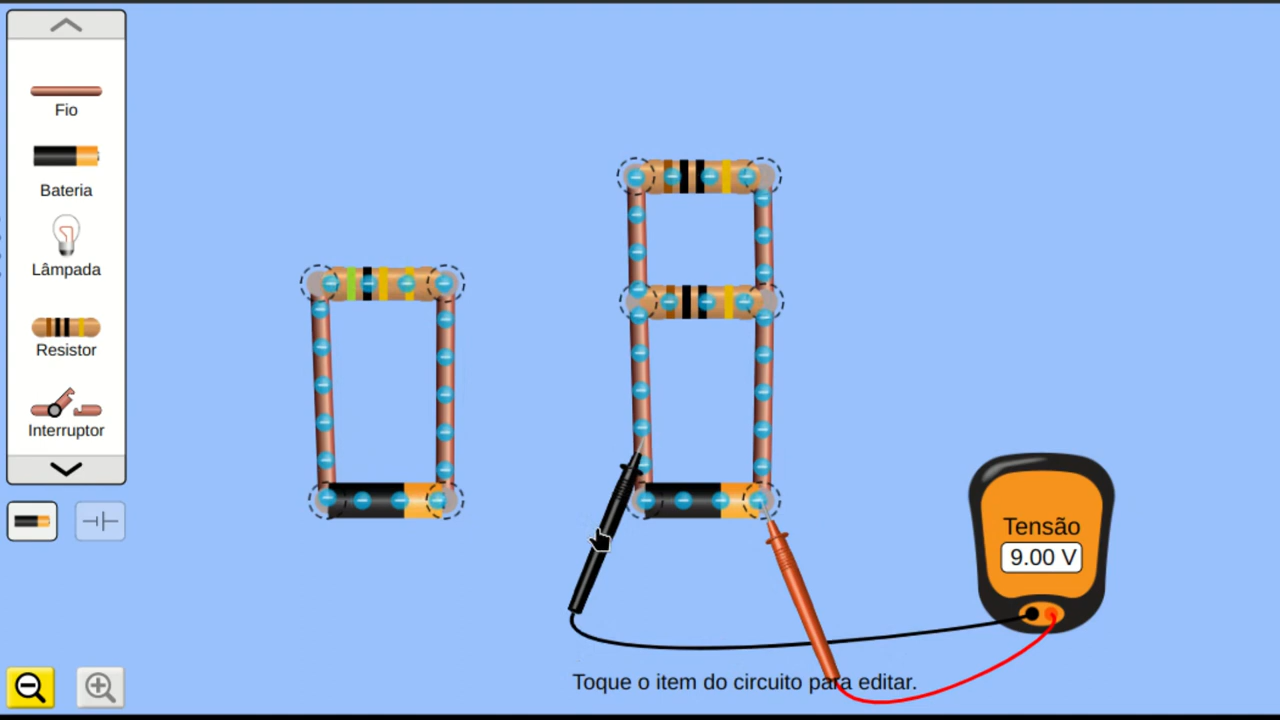 Fio
Bateria
Lâmpada
Resistor
Interruptor
Tensão
9.00 V
Toque o item do circuito para editar.